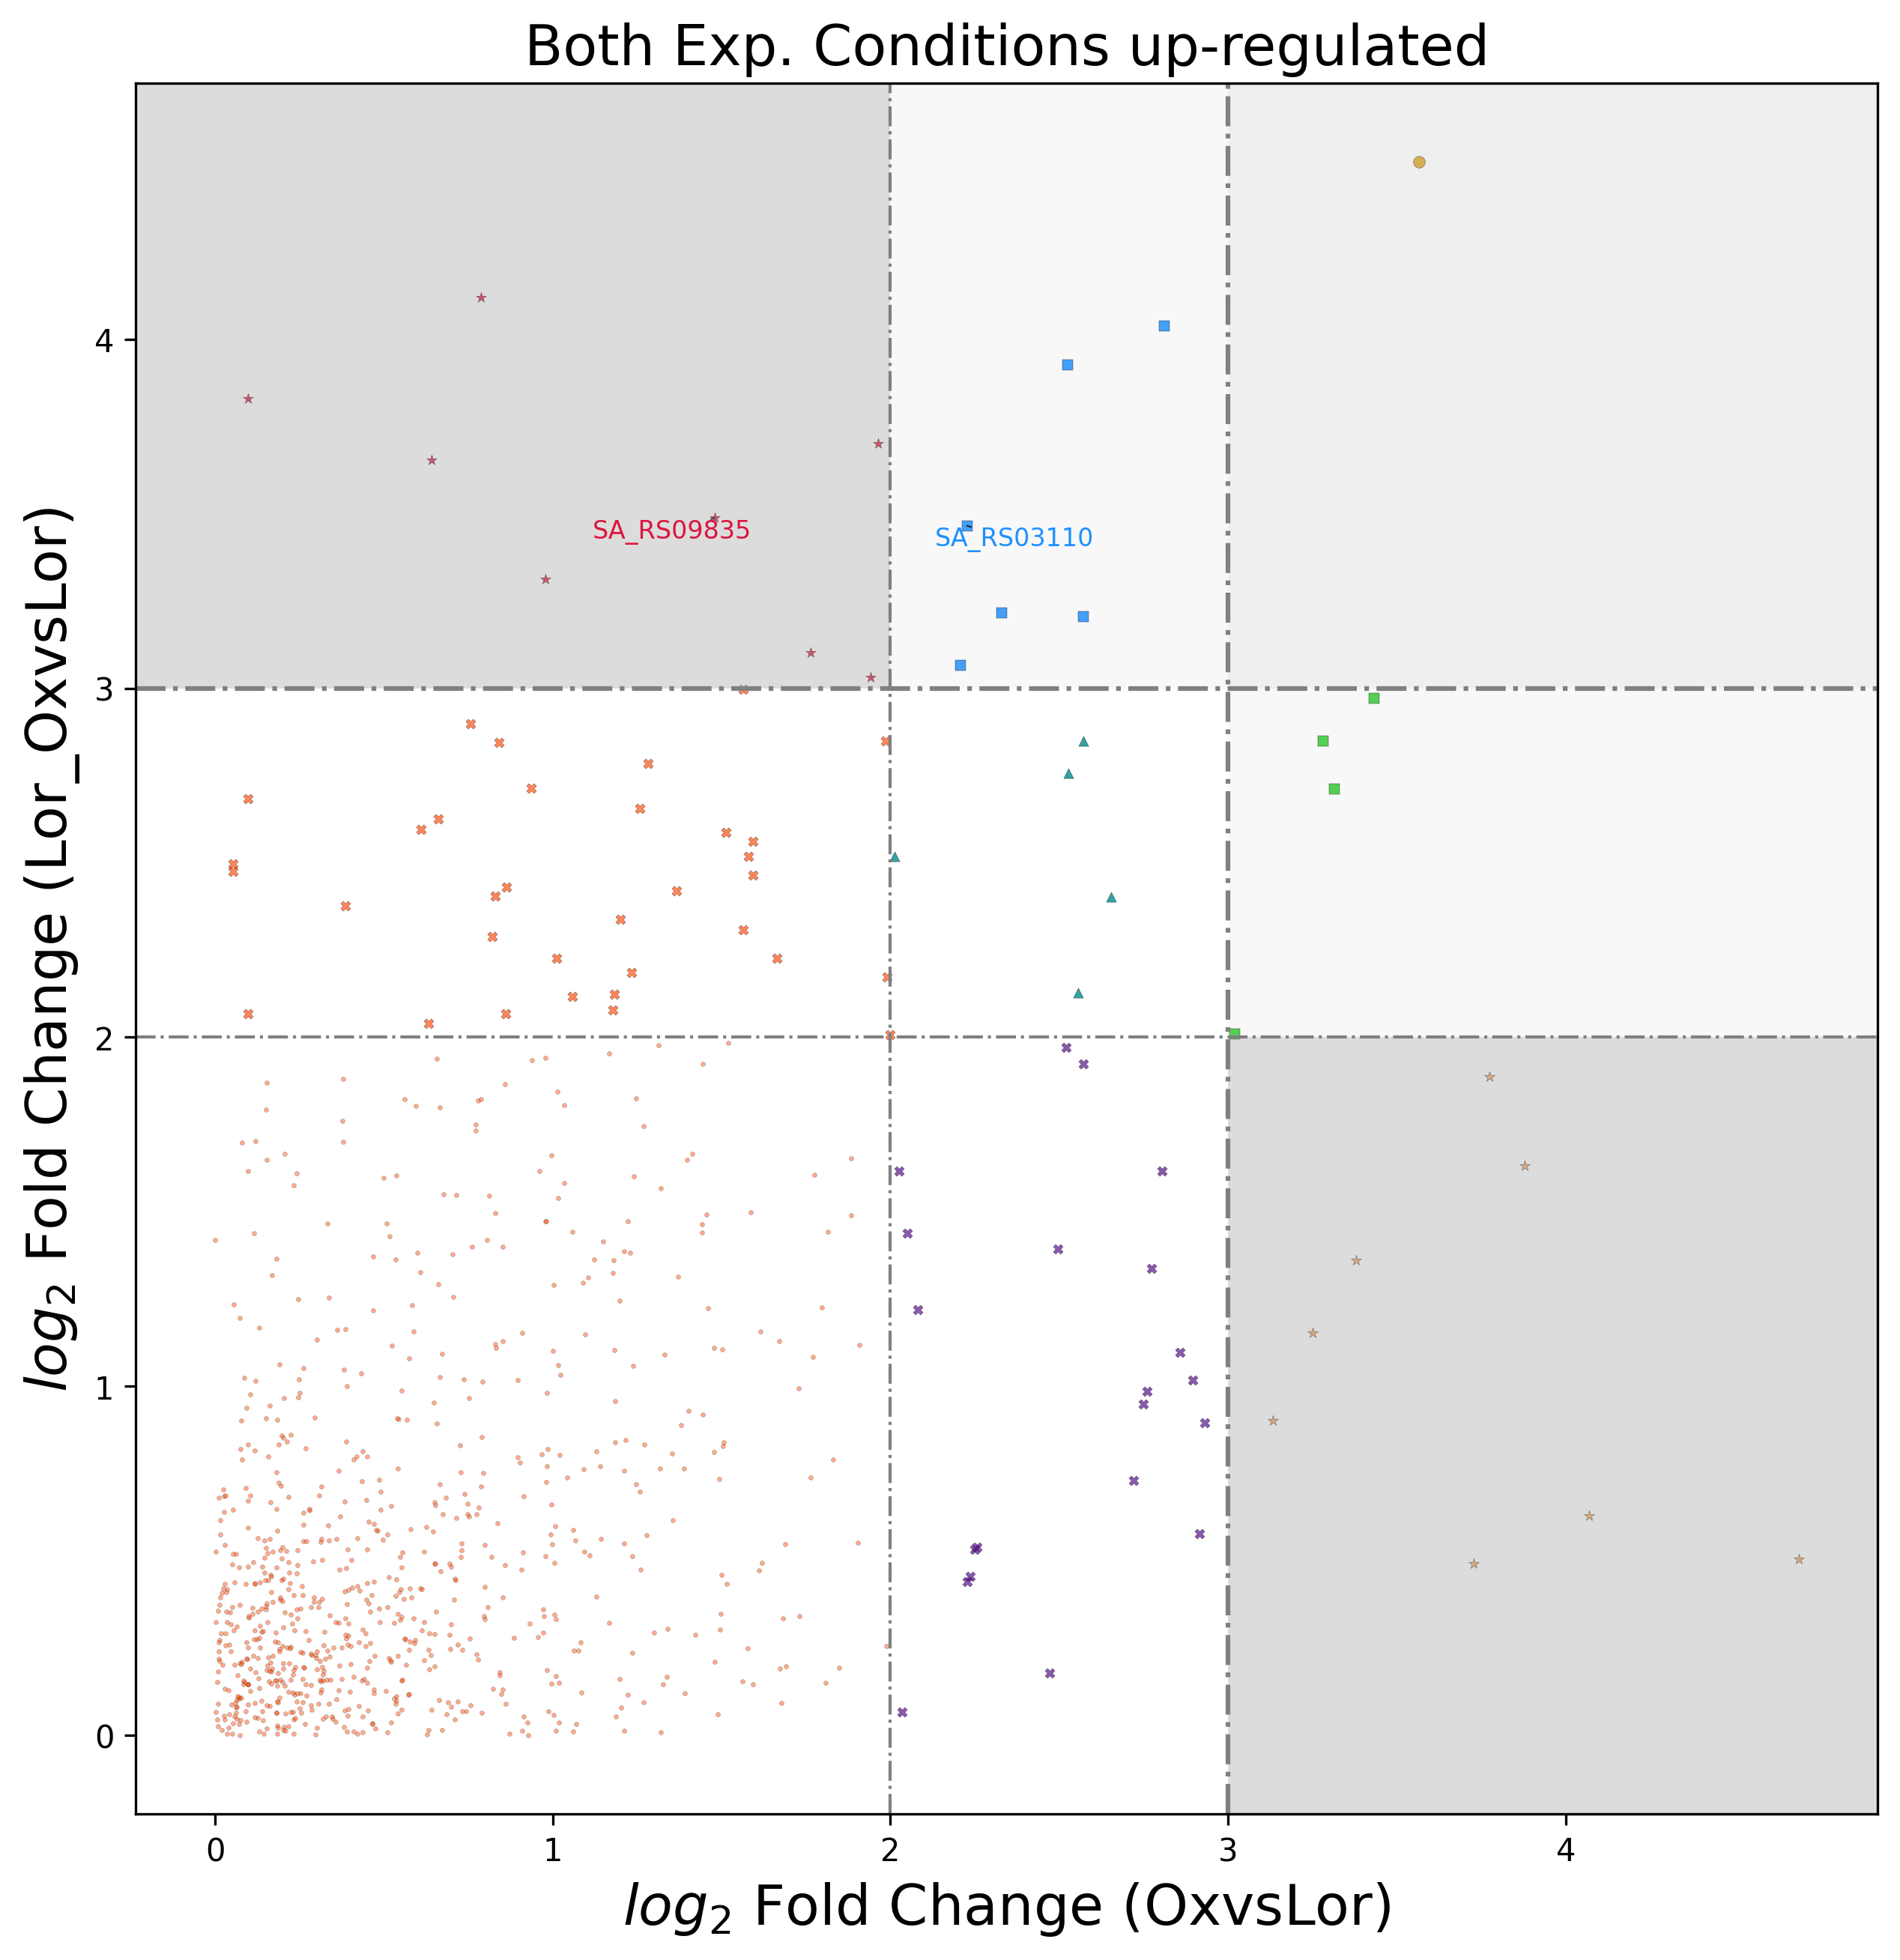 Both Exp. Conditions up-regulated
log2 Fold Change (Lor_OxvsLor)
4
3
2
1
0
SA_RS09835
SA_RS03110
0 1 2 3 4
log2 Fold Change (OxvsLor)